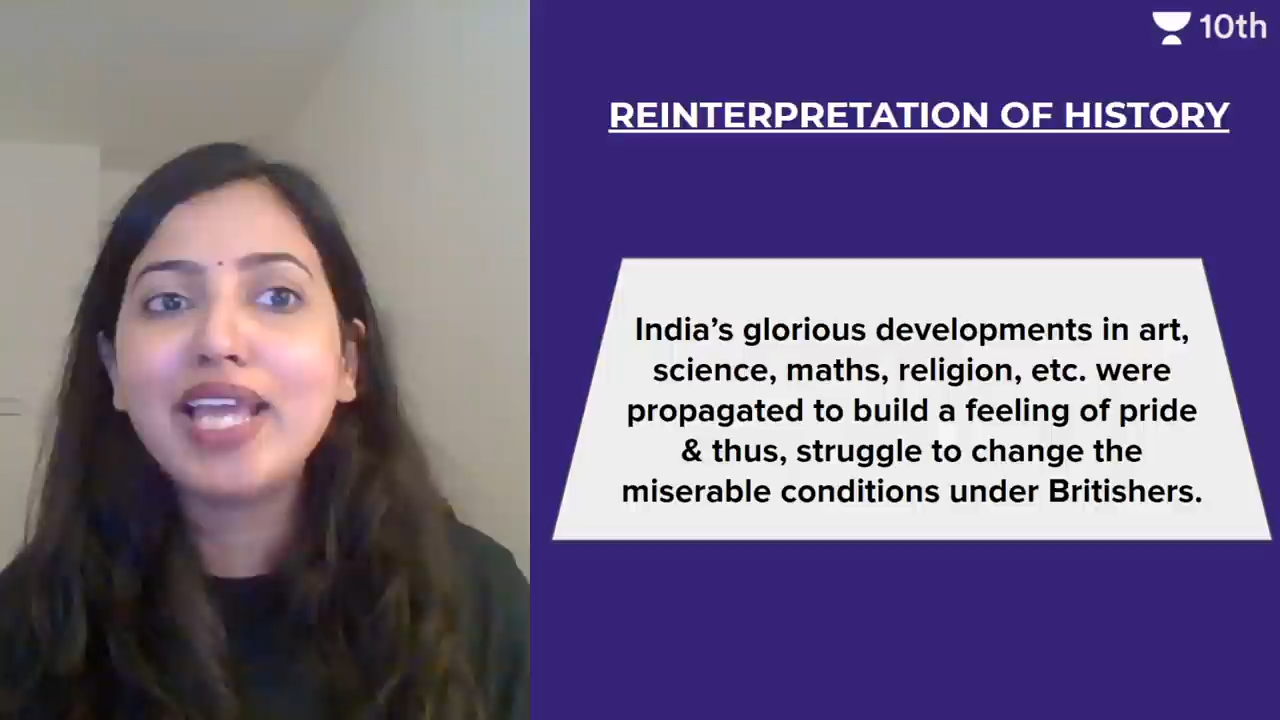 10th
REINTERPRETATION OF HISTORY
India’s glorious developments in art,
science, maths, religion, etc. were
propagated to build a feeling of pride
& thus, struggle to change the
miserable conditions under Britishers.